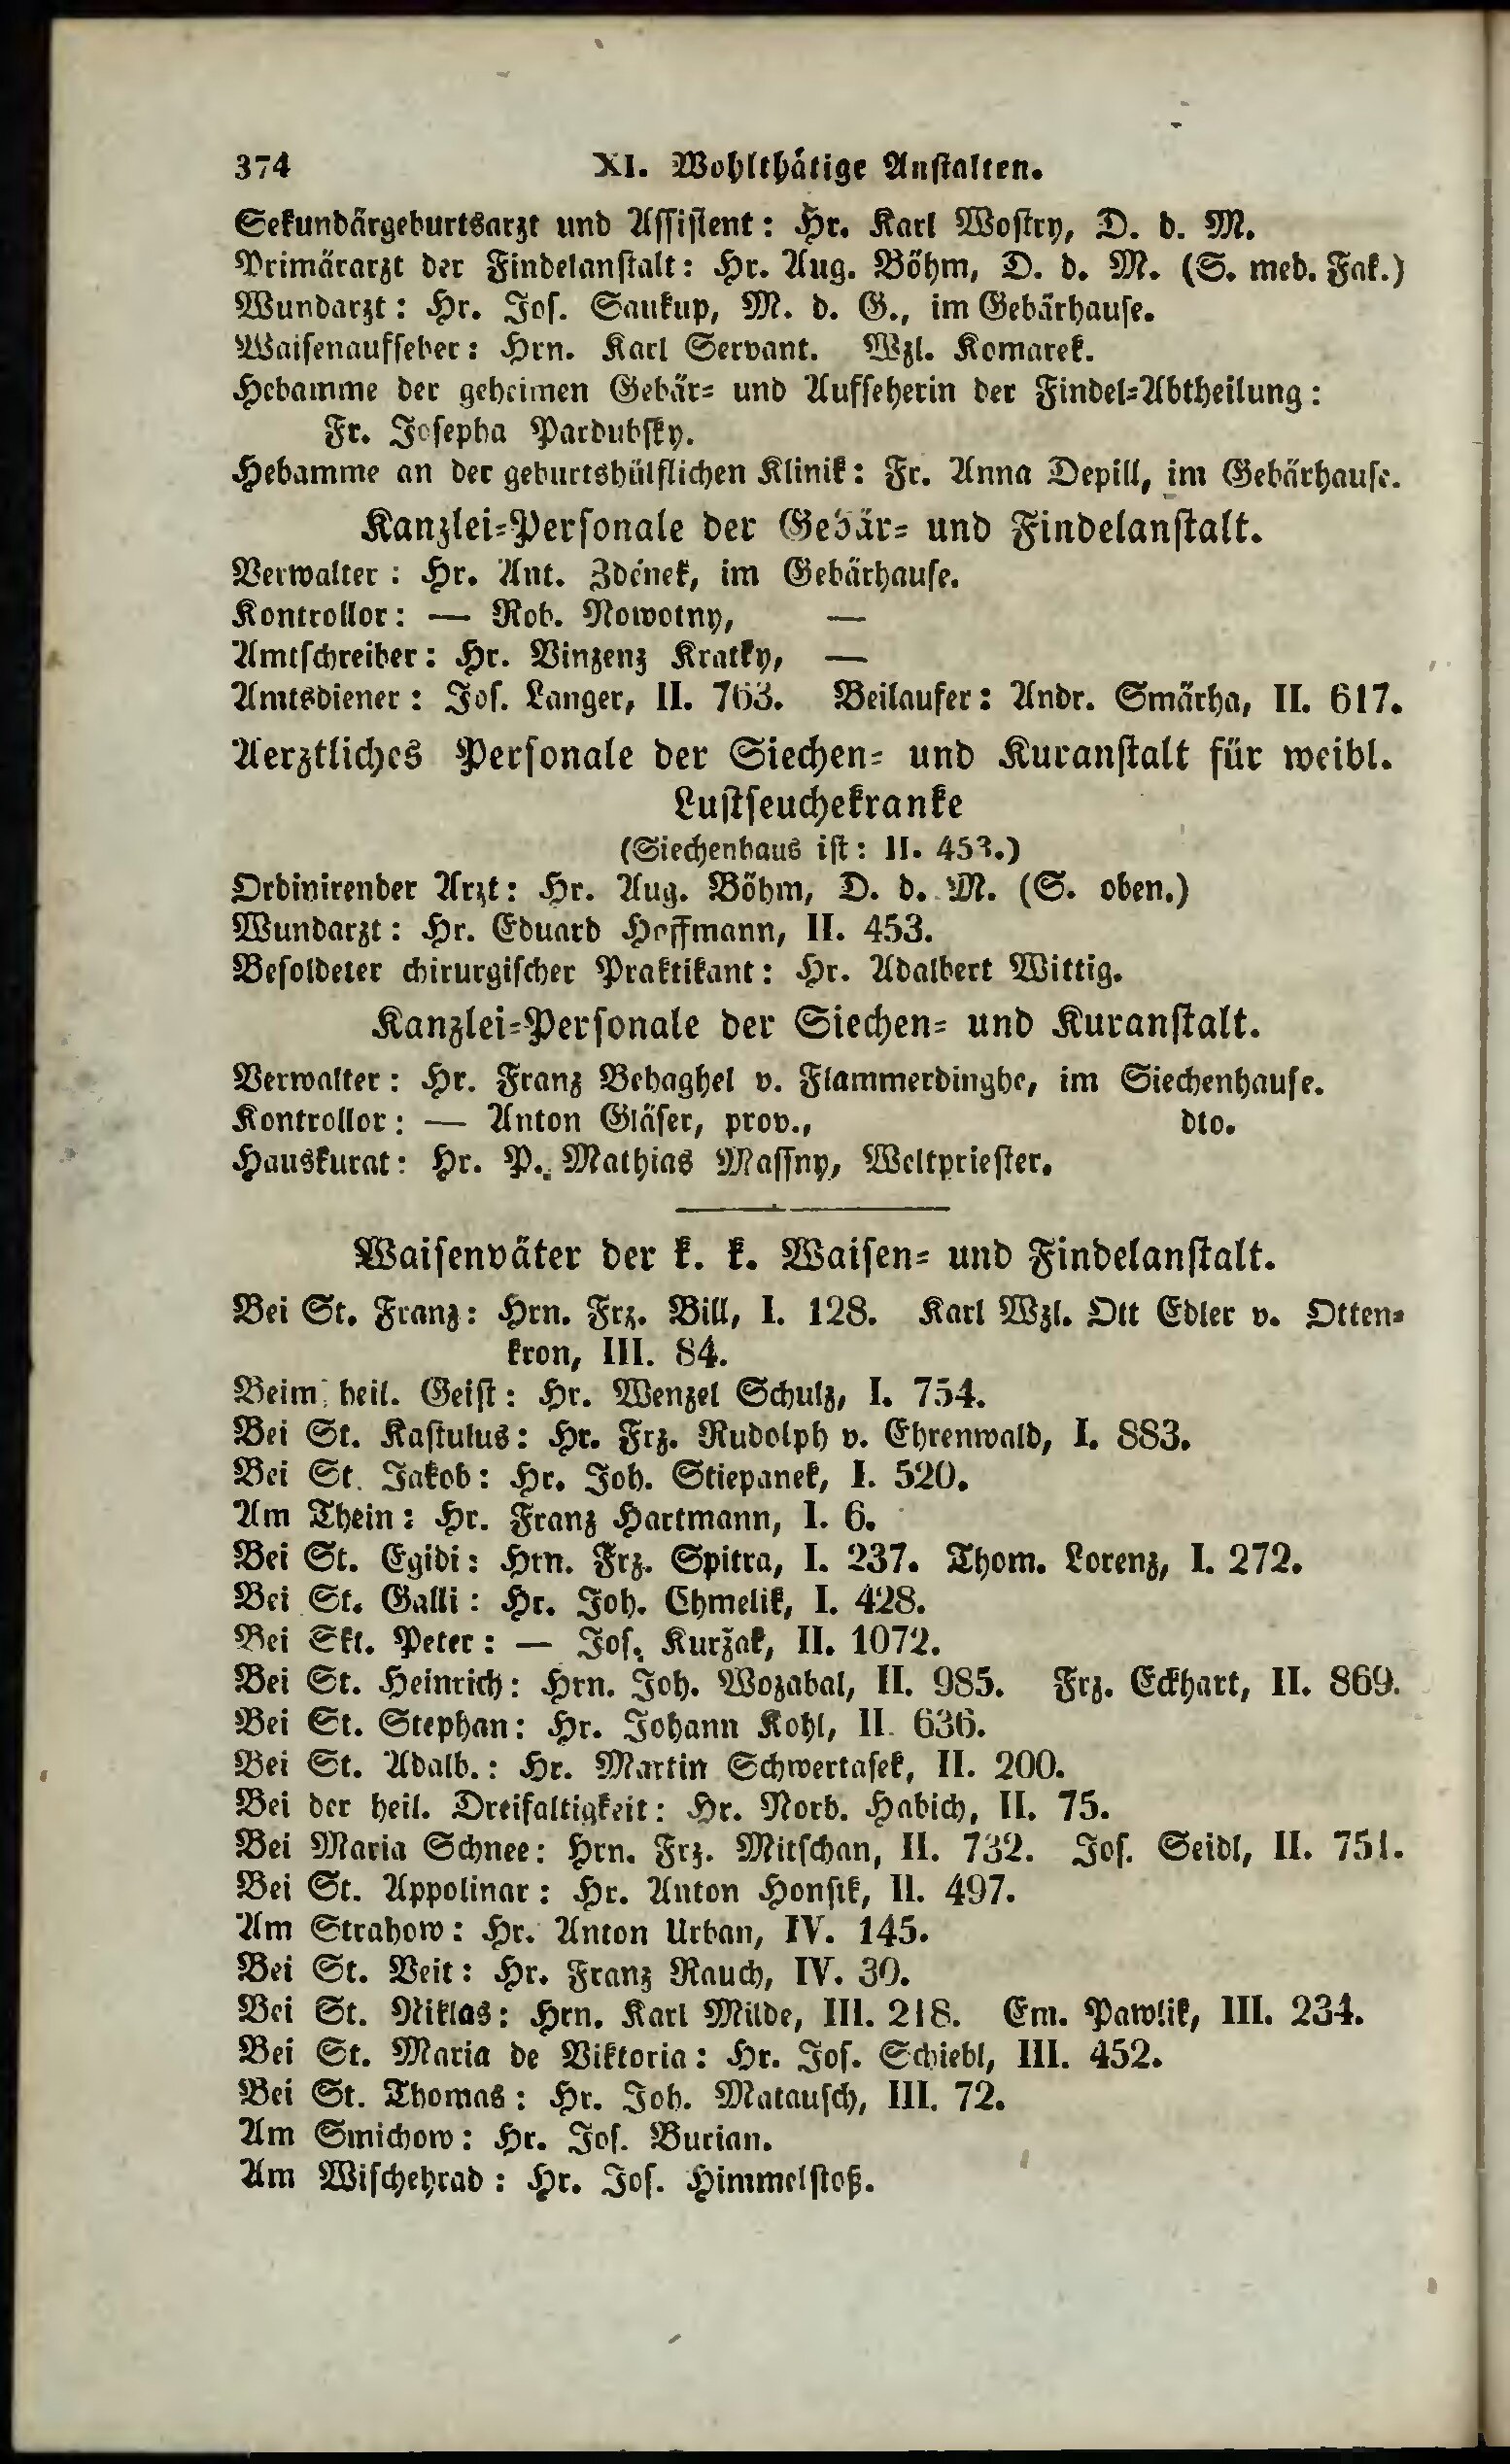 374 XI. Wohlthätige Anstalten.
Sekundärgeburtsarzt und Assistent: Hr. Karl Wostry, D. d. M.
Primärarzt der Findelanstalt: Hr. Aug. Böhm, D. d. M. (S. med. Fak.)
Wundarzt: Hr. Jos. Saukup, M. d. G., im Gebärhause.
Waisenaufseher: Hrn. Karl Servant. Wzl. Komarek.
Hebamme der geheimen Gebär- und Aufseherin der Findel-Abtheilung:
Fr. Josepha Pardubsky.
Hebamme an der geburtshülflichen Klinik: Fr. Anna Depill, im Gebärhause.
Kanzlei-Personale der Gebär- und Findelanstalt.
Verwalter: Hr. Ant. Zdenek, im Gebärhause.
Kontrollor: — Rob. Nowotny, —
Amtschreiber: Hr. Vinzenz Kratky, —
Amtsdiener: Jos. Langer, II. 763. Beilaufer: Andr. Smärha, II. 617.
Aerztliches Personale der Siechen- und Kuranstalt für weibl.
Lustseuchekranke
(Siechenhaus ist: II. 453.)
Ordinirender Arzt: Hr. Aug. Böhm, D. d. M. (S. oben.)
Wundarzt: Hr. Eduard Hoffmann, II. 453.
Besoldeter chirurgischer Praktikant: Hr. Adalbert Wittig.
Kanzlei-Personale der Siechen- und Kuranstalt.
Verwalter: Hr. Franz Behaghel v. Flammerdinghe, im Siechenhause.
Kontrollor: — Anton Gläser, prov., dto.
Hauskurat: Hr. P. Mathias Massny, Weltpriester.
Waisenväter der k. k. Waisen- und Findelanstalt.
Bei St. Franz: Hrn. Frz. Bill, I. 128. Karl Wzl. Ott Edler v. Otten-
kron, III. 84.
Beim heil. Geist: Hr. Wenzel Schulz, I. 754.
Bei St. Kastulus: Hr. Frz. Rudolph v. Ehrenwald, I. 883.
Bei St. Jakob: Hr. Joh. Stiepanek, I. 520.
Am Thein: Hr. Franz Hartmann, I. 6.
Bei St. Egidi: Hrn. Frz. Spitra, I. 237. Thom. Lorenz, I. 272.
Bei St. Galli: Hr. Joh. Chmelik, I. 428.
Bei Skt. Peter: — Jos. Kuržak, II. 1072.
Bei St. Heinrich: Hrn. Joh. Wozabal, II. 985. Frz. Eckhart, II. 869.
Bei St. Stephan: Hr. Johann Kohl, II. 636.
Bei St. Adalb.: Hr. Martin Schwertasek, II. 200.
Bei der heil. Dreifaltigkeit: Hr. Norb. Habich, II. 75.
Bei Maria Schnee: Hrn. Frz. Mitschan, II. 732. Jos. Seidl, II. 751.
Bei St. Appolinar: Hr. Anton Honsik, II. 497.
Am Strahow: Hr. Anton Urban, IV. 145.
Bei St. Veit: Hr. Franz Rauch, IV. 30.
Bei St. Niklas: Hrn. Karl Milde, III. 218. Em. Pawlik, III. 234.
Bei St. Maria de Viktoria: Hr. Jos. Schiebl, III. 452.
Bei St. Thomas: Hr. Joh. Matausch, III. 72.
Am Smichow: Hr. Jos. Burian.
Am Wischehrad: Hr. Jos. Himmelstoß.